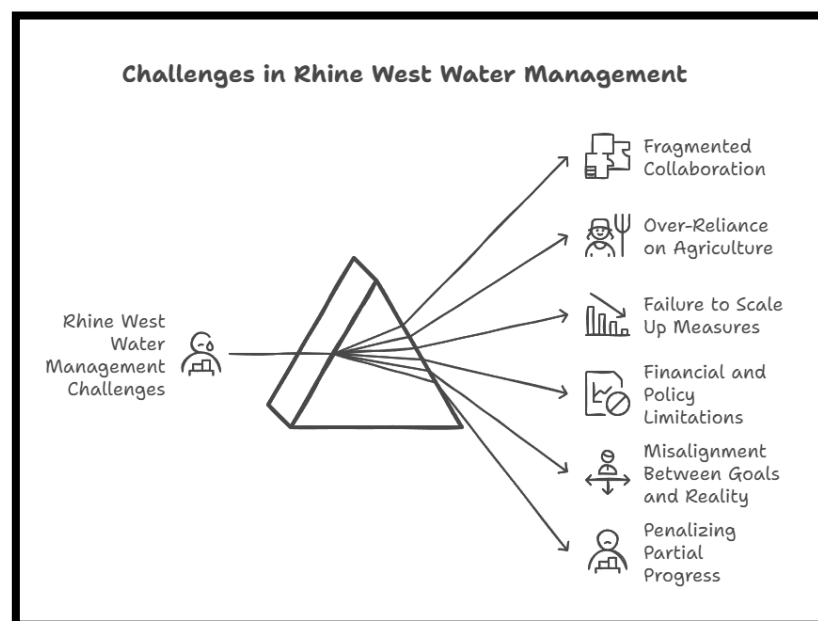 Challenges in Rhine West Water Management
Rhine West
Water
Management
Challenges
Fragmented
Collaboration
Over-Reliance
on Agriculture
Failure to Scale
Up Measures
Financial and
Policy
Limitations
Misalignment
Between Goals
and Reality
Penalizing
Partial
Progress